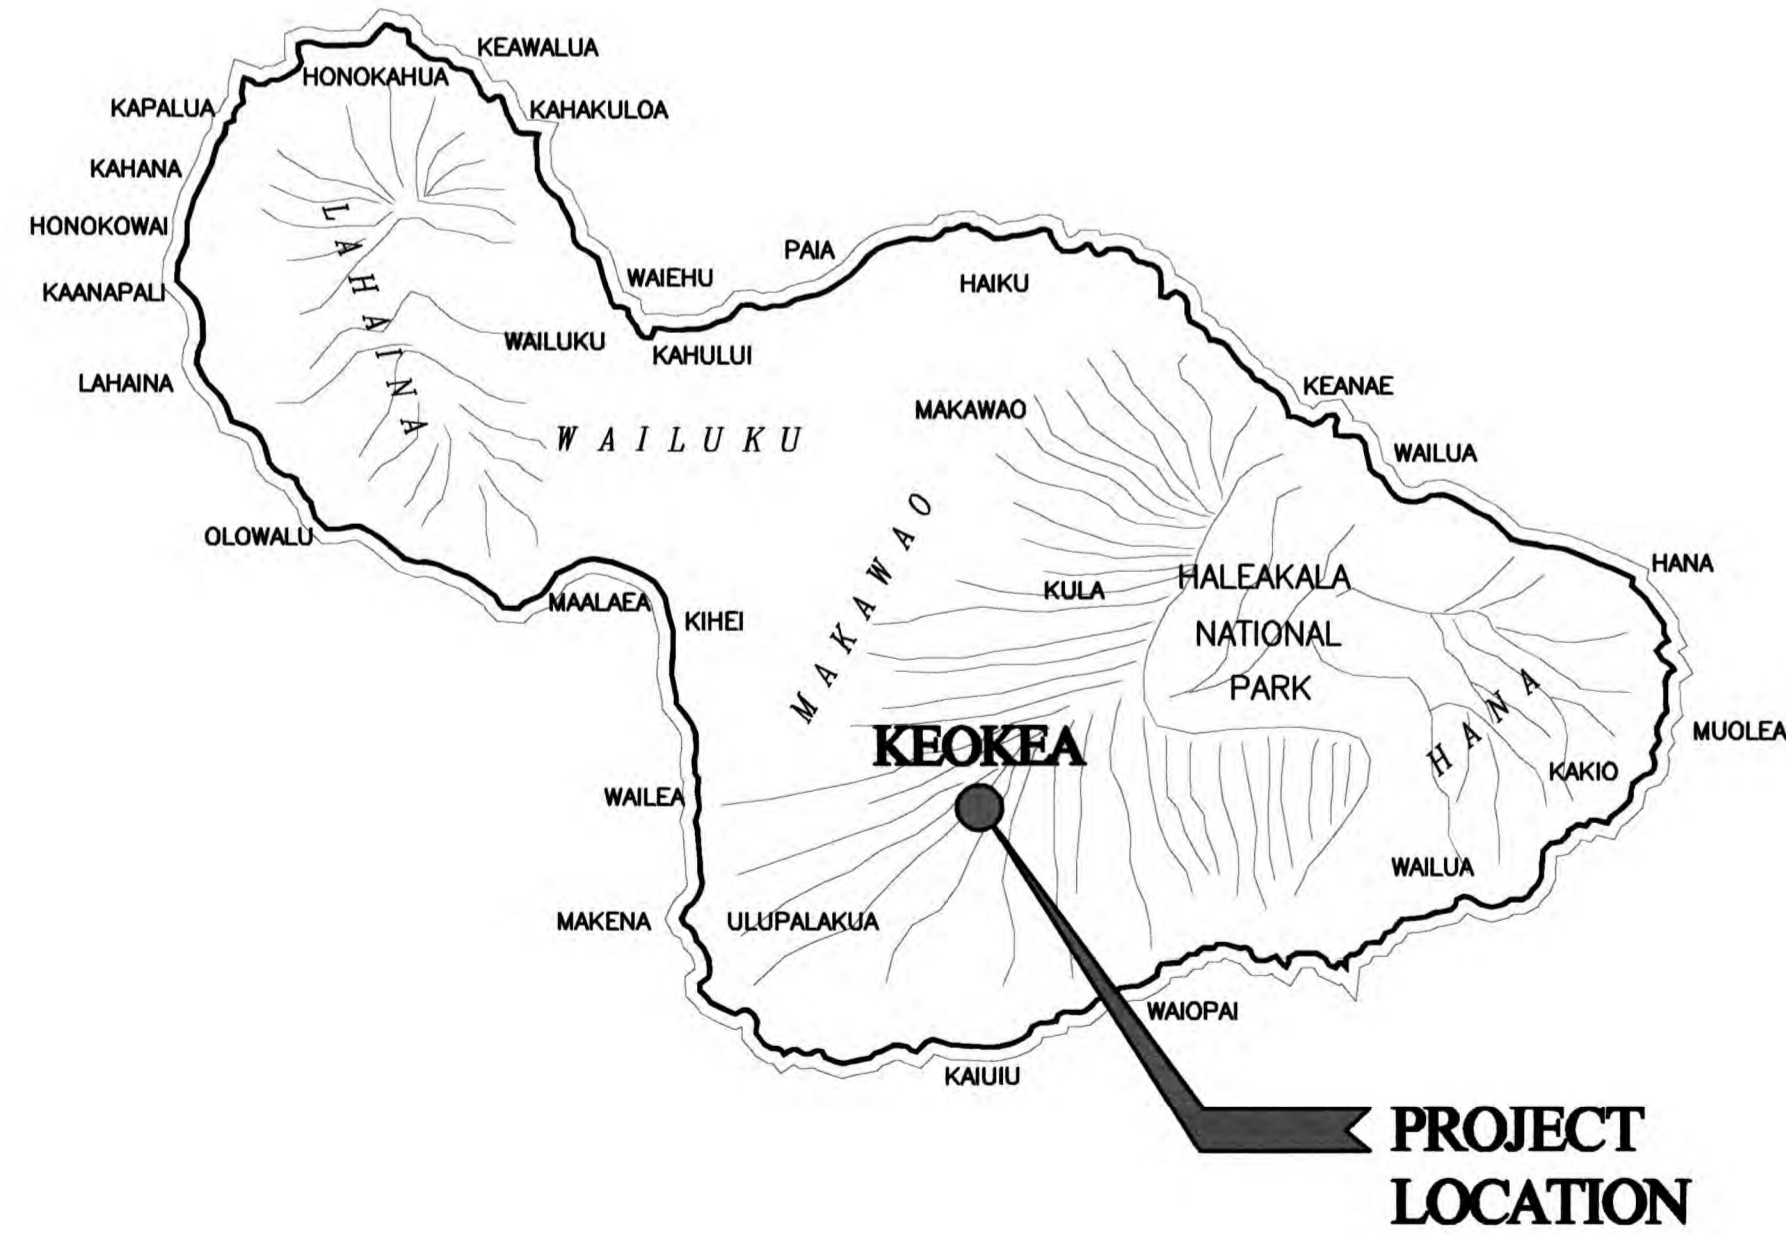 KEAWALUA
HONOKAHUA
KAPALUA
KAHAKULOA
KAHANA
HONOKOWAI
LAHAINA
PAIA
WAIEHU
HAIKU
KAANAPALI
WAILUKU
KAHULUI
LAHAINA
KEANAE
MAKAWAO
WAILUKU
WAILUA
MAKAWAO
OLOWALU
HANA
HALEAKALA
NATIONAL
PARK
KULA
MAALAEA
KIHEI
HANA
MUOLEA
KEOKEA
KAKIO
WAILEA
WAILUA
MAKENA
ULUPALAKUA
WAIOPAI
KAIUIU
PROJECT
LOCATION